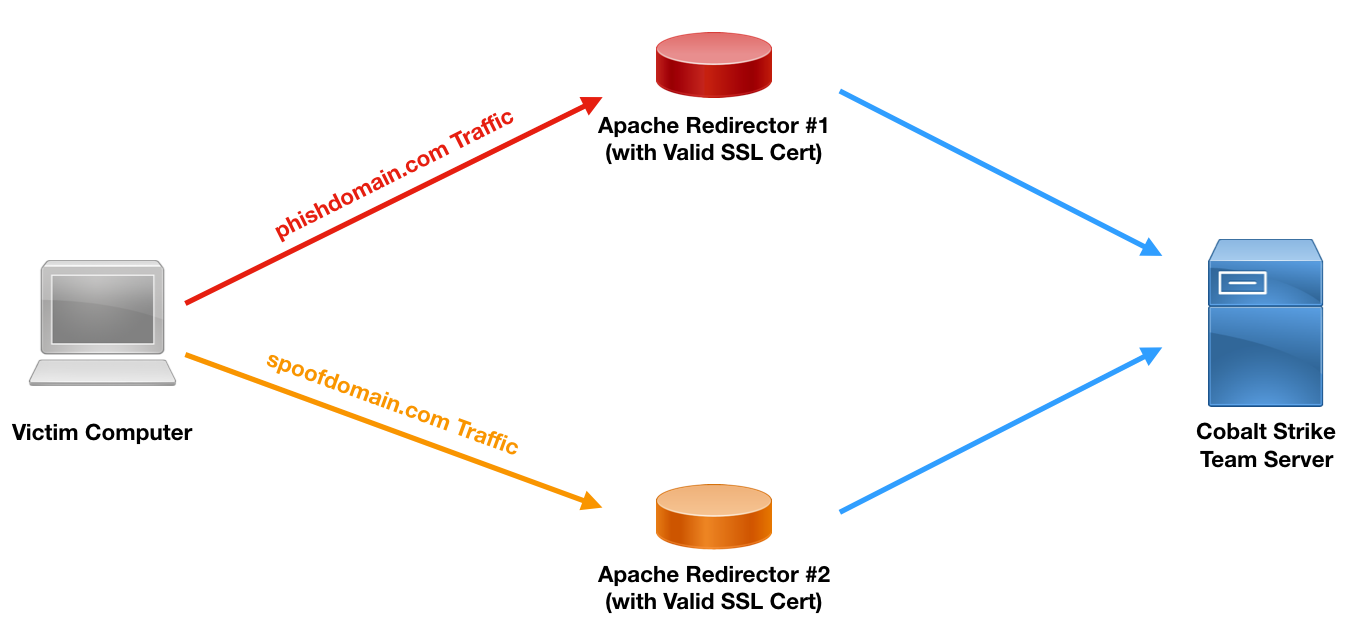 Apache Redirector #1
(with Valid SSL Cert)
phishdomain.com Traffic
spoofdomain.com Traffic
Victim Computer
Cobalt Strike
Team Server
Apache Redirector #2
(with Valid SSL Cert)